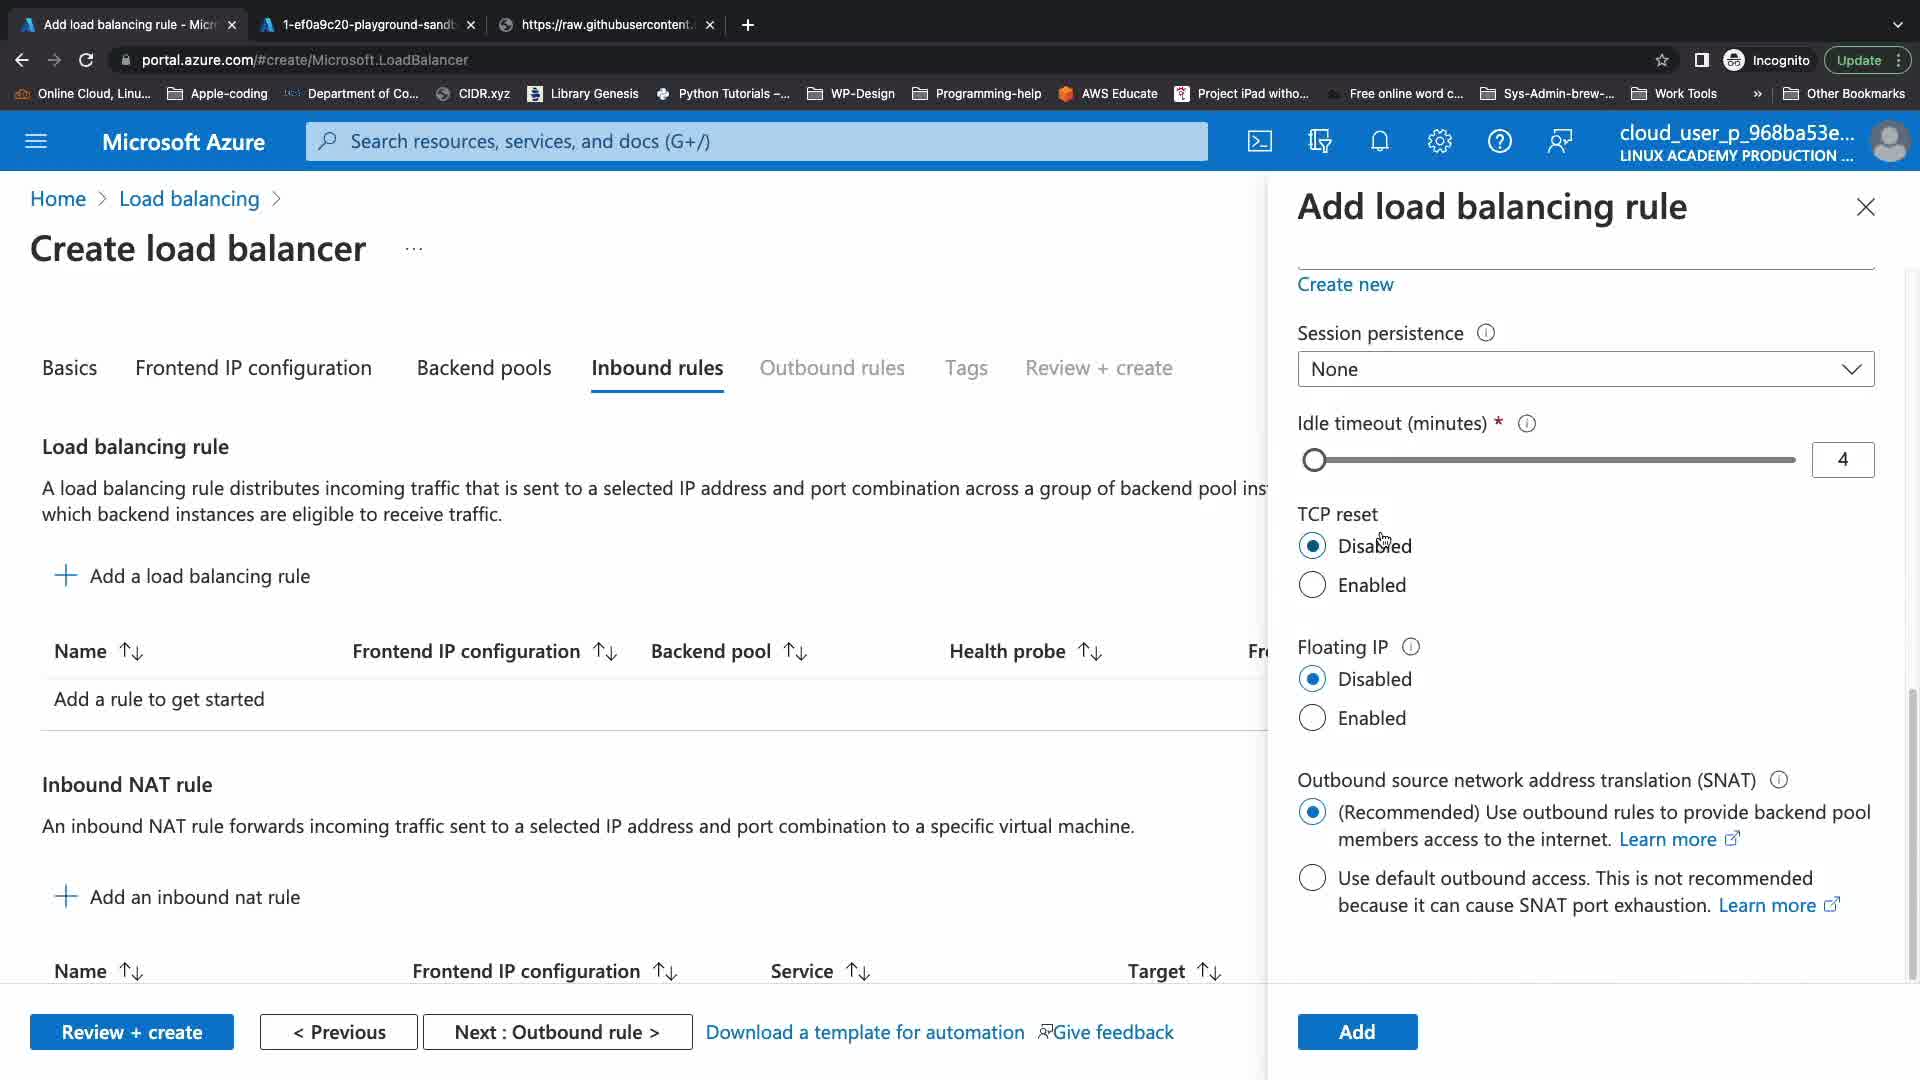 Add load balancing rule - Micr
1-ef0a9c20-playground-sandb
https://raw.githubusercontent.
portal.azure.com/#create/Microsoft.LoadBalancer
Incognito
Update
Online Cloud, Linu...
Apple-coding
Department of Co...
CIDR.xyz
Library Genesis
Python Tutorials –...
WP-Design
Programming-help
AWS Educate
Project iPad witho...
Free online word c...
Sys-Admin-brew-...
Work Tools
»
Other Bookmarks
Microsoft Azure
Search resources, services, and docs (G+/)
cloud_user_p_968ba53e...
LINUX ACADEMY PRODUCTION ...
Home > Load balancing >
Create load balancer ...
Basics
Frontend IP configuration
Backend pools
Inbound rules
Outbound rules
Tags
Review + create
Load balancing rule
A load balancing rule distributes incoming traffic that is sent to a selected IP address and port combination across a group of backend pool ins
which backend instances are eligible to receive traffic.
+ Add a load balancing rule
Name ↑↓
Frontend IP configuration ↑↓
Backend pool ↑↓
Health probe ↑↓
Fr
Add a rule to get started
Inbound NAT rule
An inbound NAT rule forwards incoming traffic sent to a selected IP address and port combination to a specific virtual machine.
+ Add an inbound nat rule
Name ↑↓
Frontend IP configuration ↑↓
Service ↑↓
Target ↑↓
Review + create
< Previous
Next : Outbound rule >
Download a template for automation
Give feedback
Add load balancing rule
Create new
Session persistence
None
Idle timeout (minutes) *
4
TCP reset
Disabled
Enabled
Floating IP
Disabled
Enabled
Outbound source network address translation (SNAT)
(Recommended) Use outbound rules to provide backend pool
members access to the internet. Learn more
Use default outbound access. This is not recommended
because it can cause SNAT port exhaustion. Learn more
Add